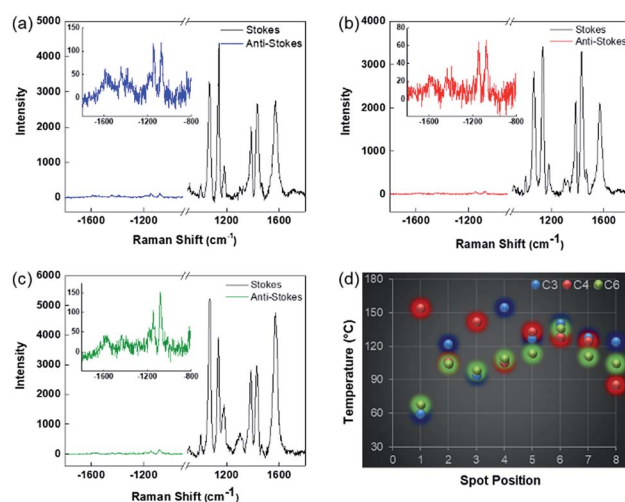 (a)
5000
4000
3000
2000
1000
0
Intensity
150
100
50
0
-1600
-1200
-800
Stokes
Anti-Stokes
-1600
-1200
1200
1600
Raman Shift (cm-1)
(b)
4000
3000
2000
1000
0
Intensity
80
60
40
20
0
-1600
-1200
-800
Stokes
Anti-Stokes
-1600
-1200
1200
1600
Raman Shift (cm-1)
(c)
6000
5000
4000
3000
2000
1000
0
Intensity
150
100
50
0
-1600
-1200
-800
Stokes
Anti-Stokes
-1600
-1200
1200
1600
Raman Shift (cm-1)
(d)
180
150
120
90
60
30
Temperature (°C)
C3 C4 C6
0 1 2 3 4 5 6 7 8
Spot Position